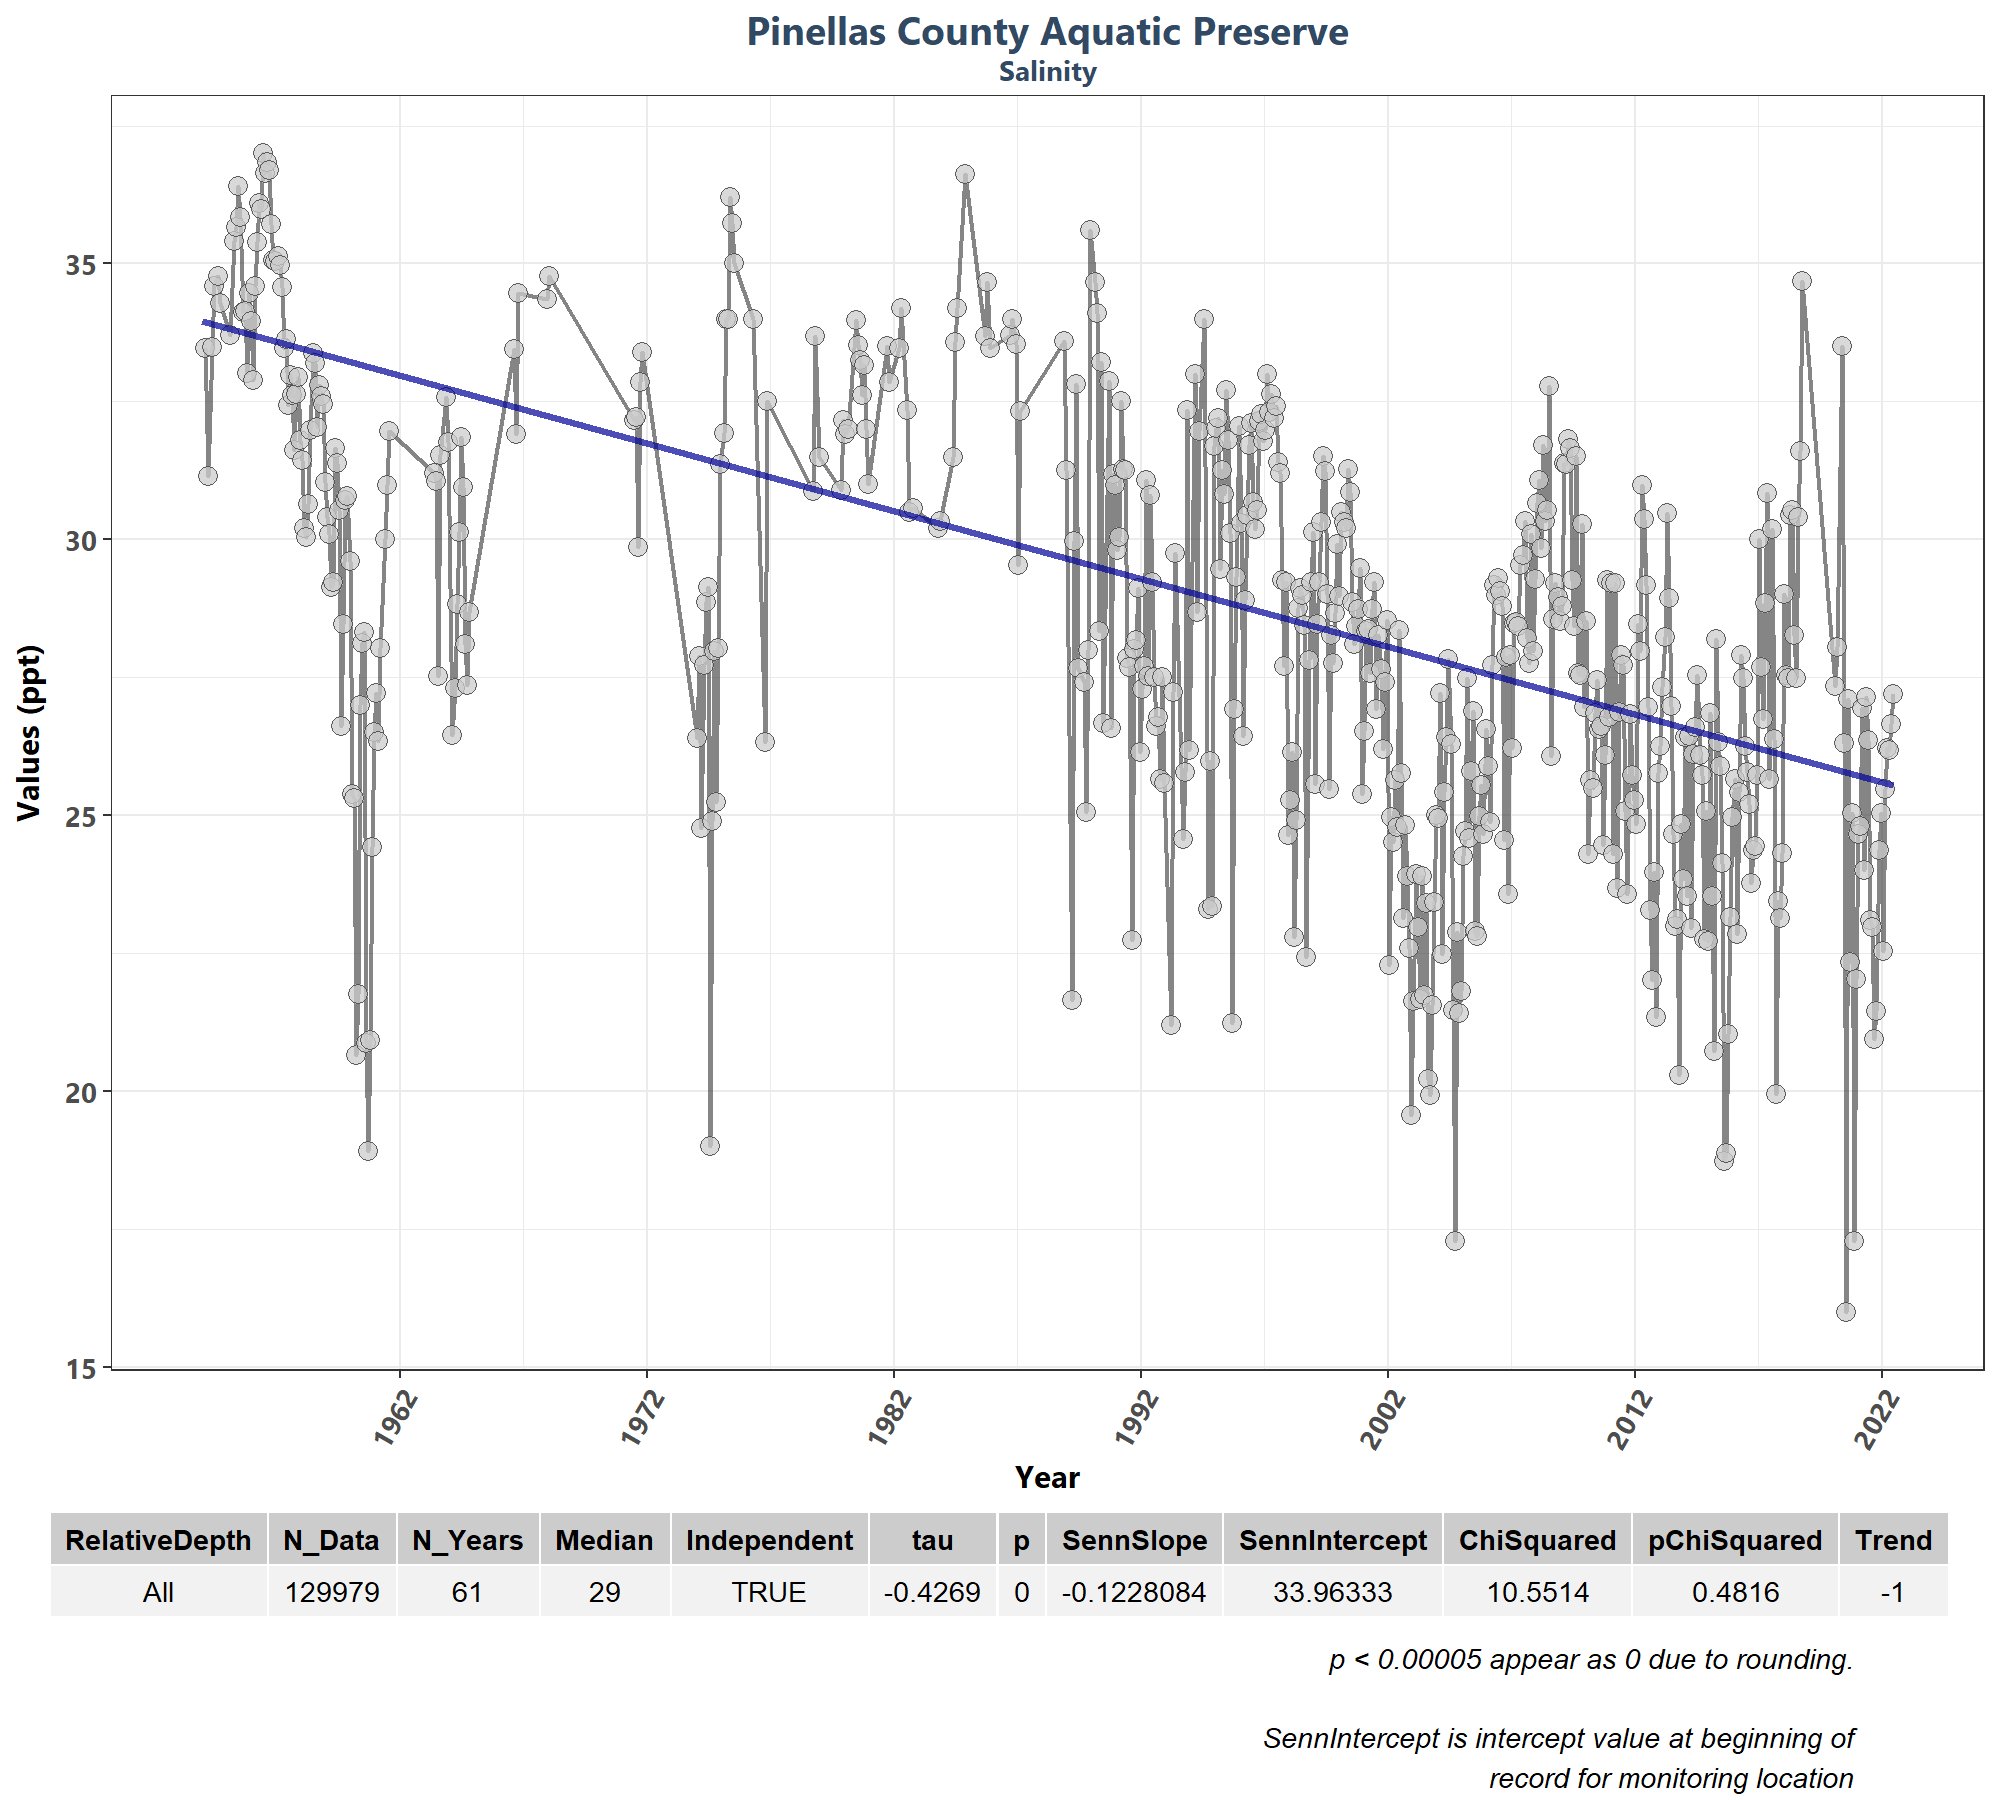 Pinellas County Aquatic Preserve
Salinity
Values (ppt)
35
30
25
20
15
1962 1972 1982 1992 2002 2012 2022
Year
RelativeDepth N_Data N_Years Median Independent tau p SennSlope SennIntercept ChiSquared pChiSquared Trend
All 129979 61 29 TRUE -0.4269 0 -0.1228084 33.96333 10.5514 0.4816 -1
p < 0.00005 appear as 0 due to rounding.
SennIntercept is intercept value at beginning of
record for monitoring location